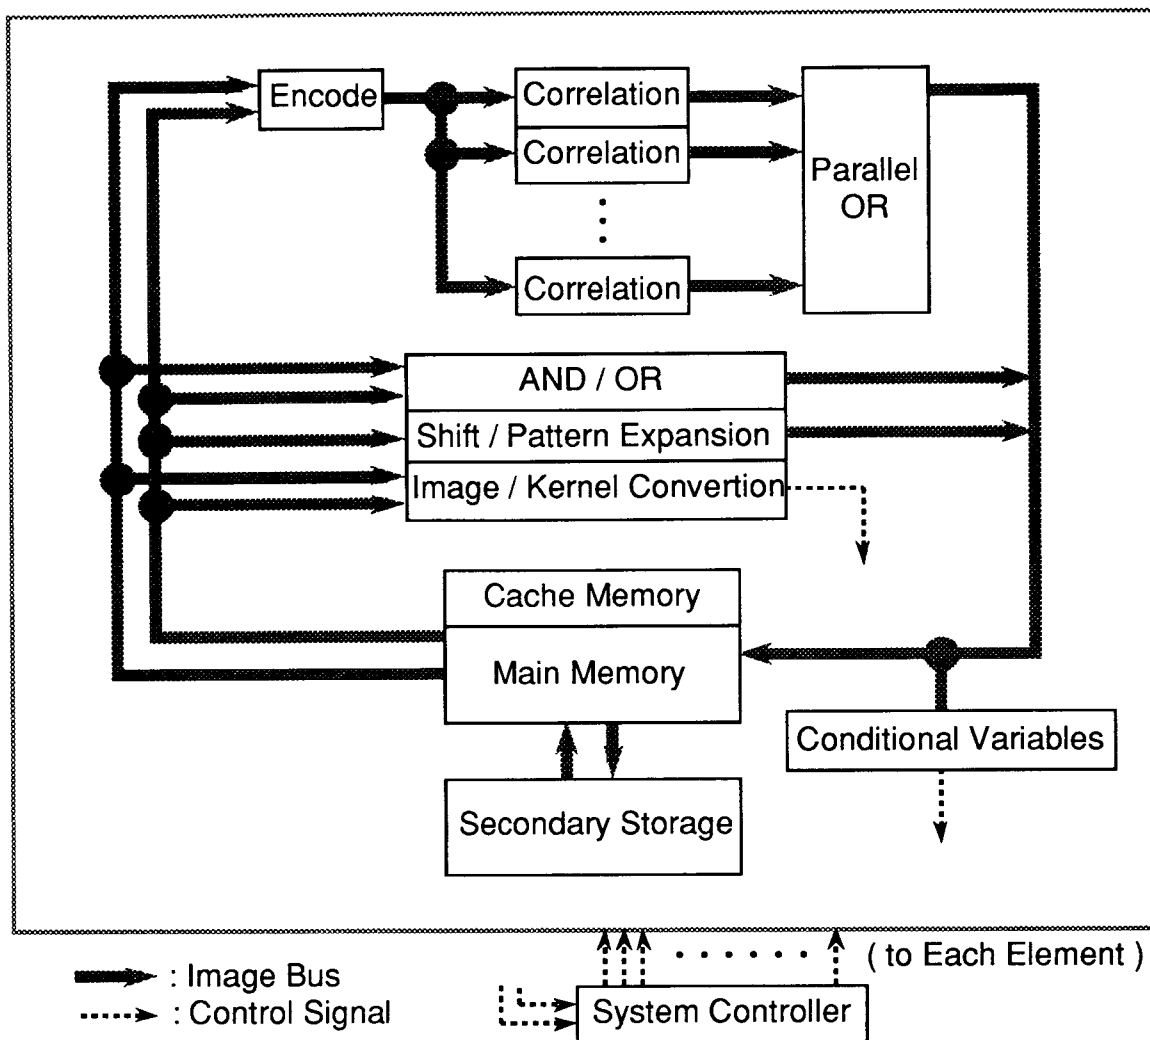 Encode
Correlation
Correlation
Correlation
Parallel
OR
AND / OR
Shift / Pattern Expansion
Image / Kernel Convertion
Cache Memory
Main Memory
Conditional Variables
Secondary Storage
( to Each Element )
: Image Bus
: Control Signal
System Controller